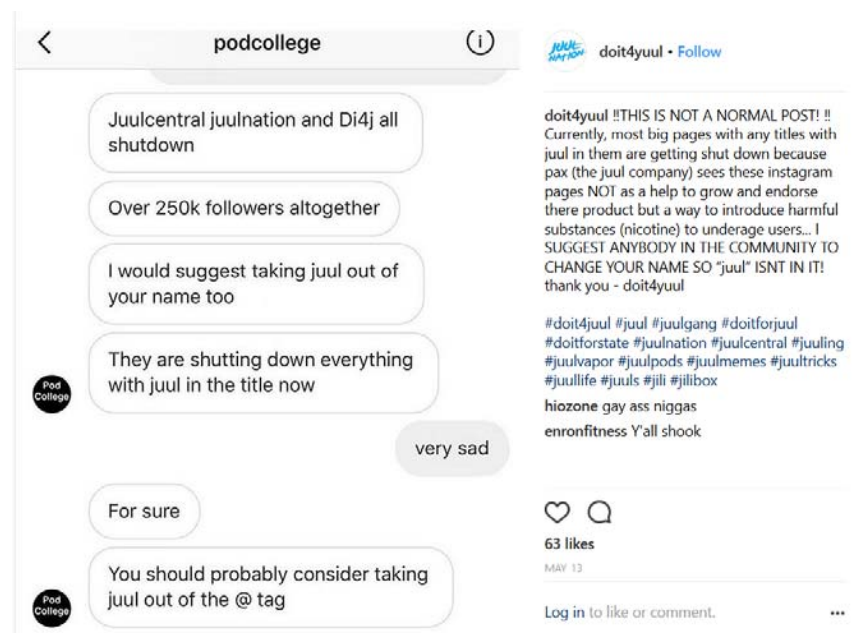 podcollege
Juulcentral juulnation and Di4j all
shutdown
Over 250k followers altogether
I would suggest taking juul out of
your name too
They are shutting down everything
with juul in the title now
Pod
College
very sad
For sure
You should probably consider taking
juul out of the @ tag
Pod
College
JUUL
NATION
doit4yuul • Follow
doit4yuul ‼THIS IS NOT A NORMAL POST! ‼
Currently, most big pages with any titles with
juul in them are getting shut down because
pax (the juul company) sees these instagram
pages NOT as a help to grow and endorse
there product but a way to introduce harmful
substances (nicotine) to underage users... I
SUGGEST ANYBODY IN THE COMMUNITY TO
CHANGE YOUR NAME SO “juul” ISNT IN IT!
thank you - doit4yuul
#doit4juul #juul #juulgang #doitforjuul
#doitforstate #juulnation #juulcentral #juuling
#juulvapor #juulpods #juulmemes #juultricks
#juullife #juuls #jili #jilibox
hiozone gay ass niggas
enronfitness Y'all shook
63 likes
MAY 13
Log in to like or comment.